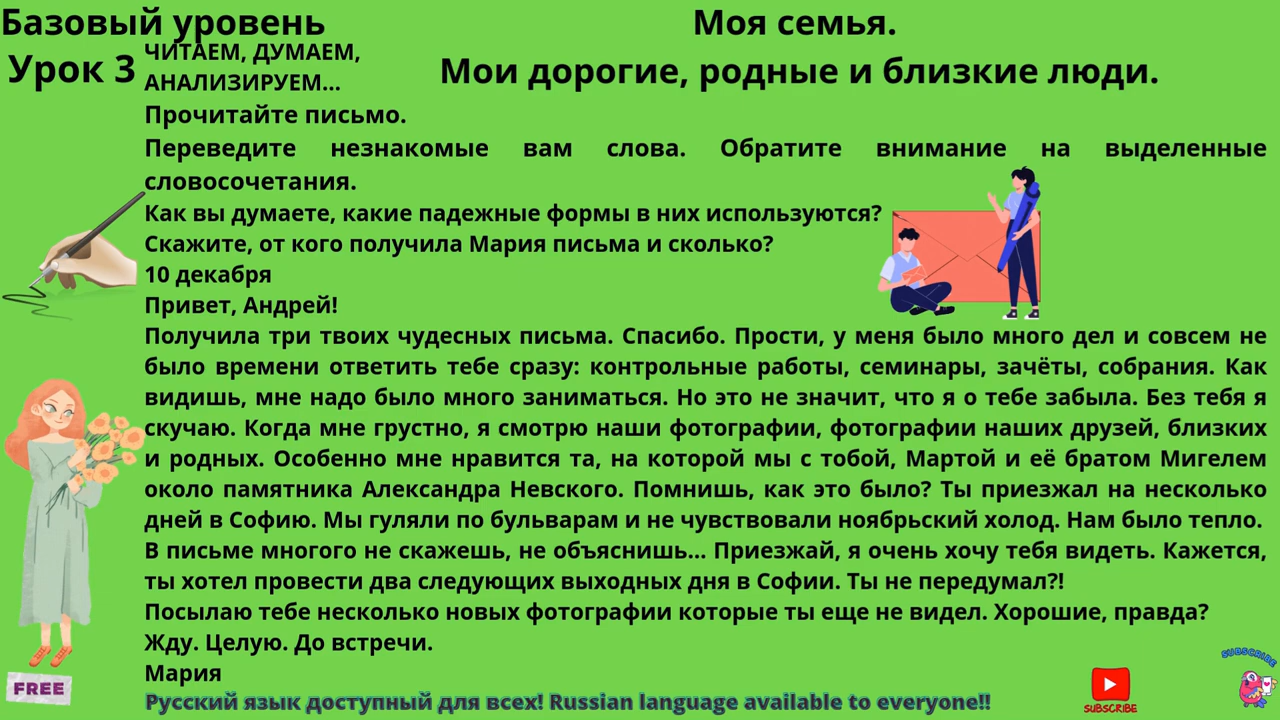 Базовый уровень
Моя семья.
Урок 3
Мои дорогие, родные и близкие люди.
ЧИТАЕМ, ДУМАЕМ,
АНАЛИЗИРУЕМ...
Прочитайте письмо.
Переведите незнакомые вам слова. Обратите внимание на выделенные
словосочетания.
Как вы думаете, какие падежные формы в них используются?
Скажите, от кого получила Мария письма и сколько?
10 декабря
Привет, Андрей!
Получила три твоих чудесных письма. Спасибо. Прости, у меня было много дел и совсем не
было времени ответить тебе сразу: контрольные работы, семинары, зачёты, собрания. Как
видишь, мне надо было много заниматься. Но это не значит, что я о тебе забыла. Без тебя я
скучаю. Когда мне грустно, я смотрю наши фотографии, фотографии наших друзей, близких
и родных. Особенно мне нравится та, на которой мы с тобой, Мартой и её братом Мигелем
около памятника Александра Невского. Помнишь, как это было? Ты приезжал на несколько
дней в Софию. Мы гуляли по бульварам и не чувствовали ноябрьский холод. Нам было тепло.
В письме многого не скажешь, не объяснишь... Приезжай, я очень хочу тебя видеть. Кажется,
ты хотел провести два следующих выходных дня в Софии. Ты не передумал?!
Посылаю тебе несколько новых фотографии которые ты еще не видел. Хорошие, правда?
Жду. Целую. До встречи.
Мария
FREE
Русский язык доступный для всех! Russian language available to everyone!!
SUBSCRIBE
SUBSCRIBE